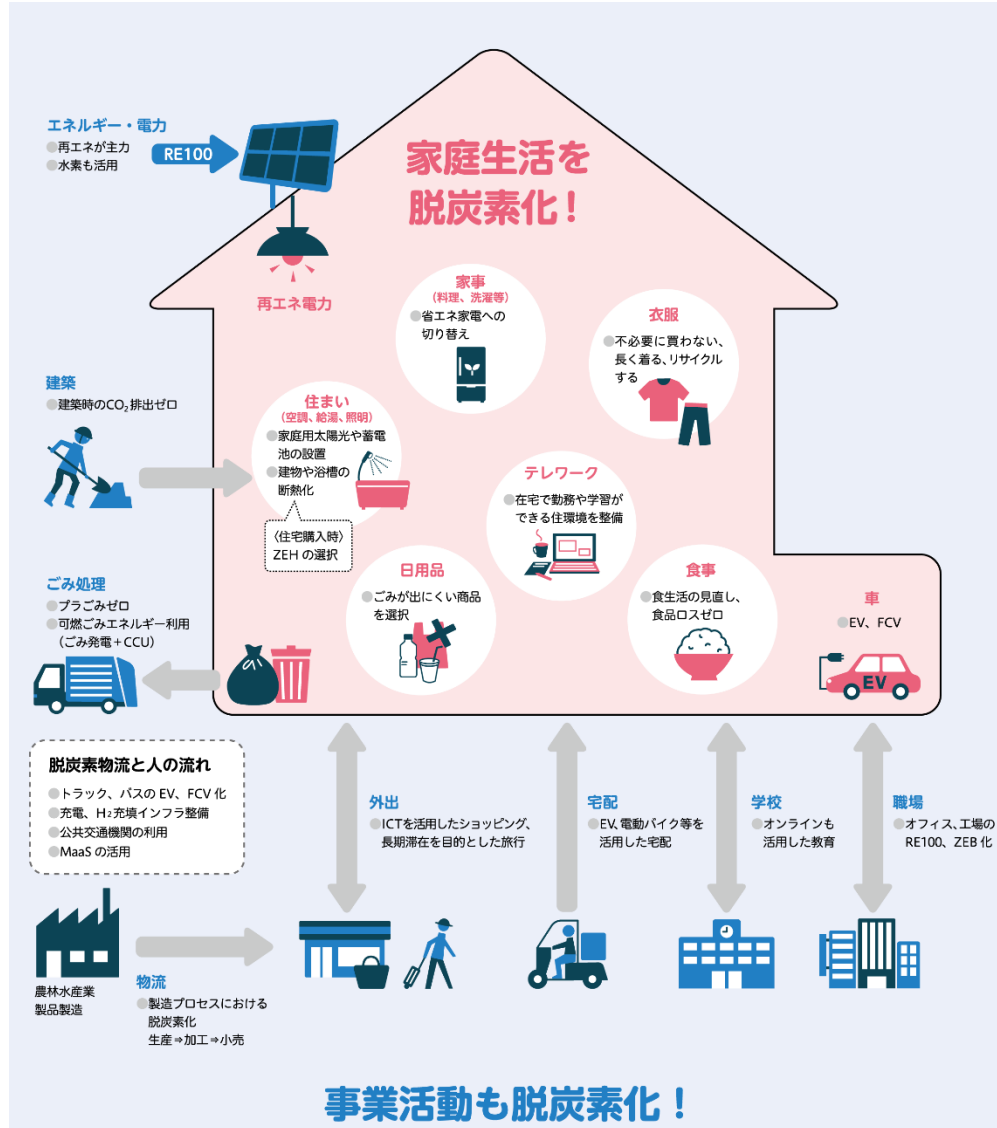 家庭生活を
脱炭素化！
エネルギー・電力
●再エネが主力
●水素も活用
RE100
再エネ電力
家事
（料理、洗濯等）
●省エネ家電への
切り替え
衣服
●不必要に買わない、
長く着る、リサイクル
する
建築
●建築時のCO₂排出ゼロ
住まい
（空調、給湯、照明）
●家庭用太陽光や蓄電
池の設置
●建物や浴槽の
断熱化
〈住宅購入時〉
ZEHの選択
テレワーク
●在宅で勤務や学習が
できる住環境を整備
日用品
●ごみが出にくい商品
を選択
食事
●食生活の見直し、
食品ロスゼロ
車
●EV、FCV
EV
ごみ処理
●プラごみゼロ
●可燃ごみエネルギー利用
（ごみ発電＋CCU）
脱炭素物流と人の流れ
●トラック、バスのEV、FCV化
●充電、H₂充填インフラ整備
●公共交通機関の利用
●MaaSの活用
外出
●ICTを活用したショッピング、
長期滞在を目的とした旅行
宅配
●EV、電動バイク等を
活用した宅配
学校
●オンラインも
活用した教育
職場
●オフィス、工場の
RE100、ZEB化
農林水産業
製品製造
物流
●製造プロセスにおける
脱炭素化
生産⇒加工⇒小売
事業活動も脱炭素化！